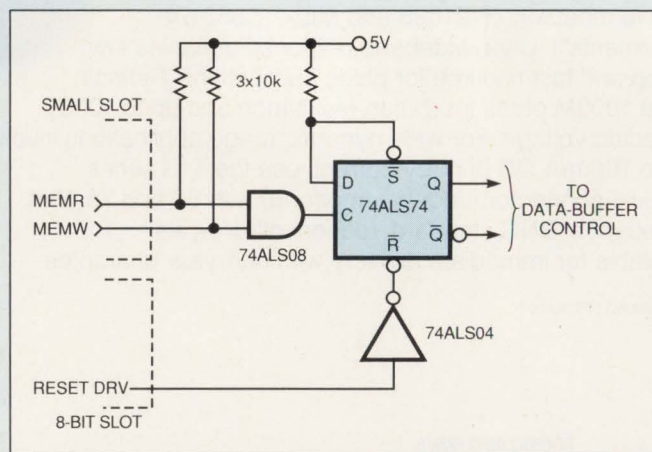 5V
3x10k
SMALL SLOT
MEMR
MEMW
74ALS08
D
S̅
Q
C
74ALS74
R̅
Q̅
TO
DATA-BUFFER
CONTROL
74ALS04
RESET DRV
8-BIT SLOT